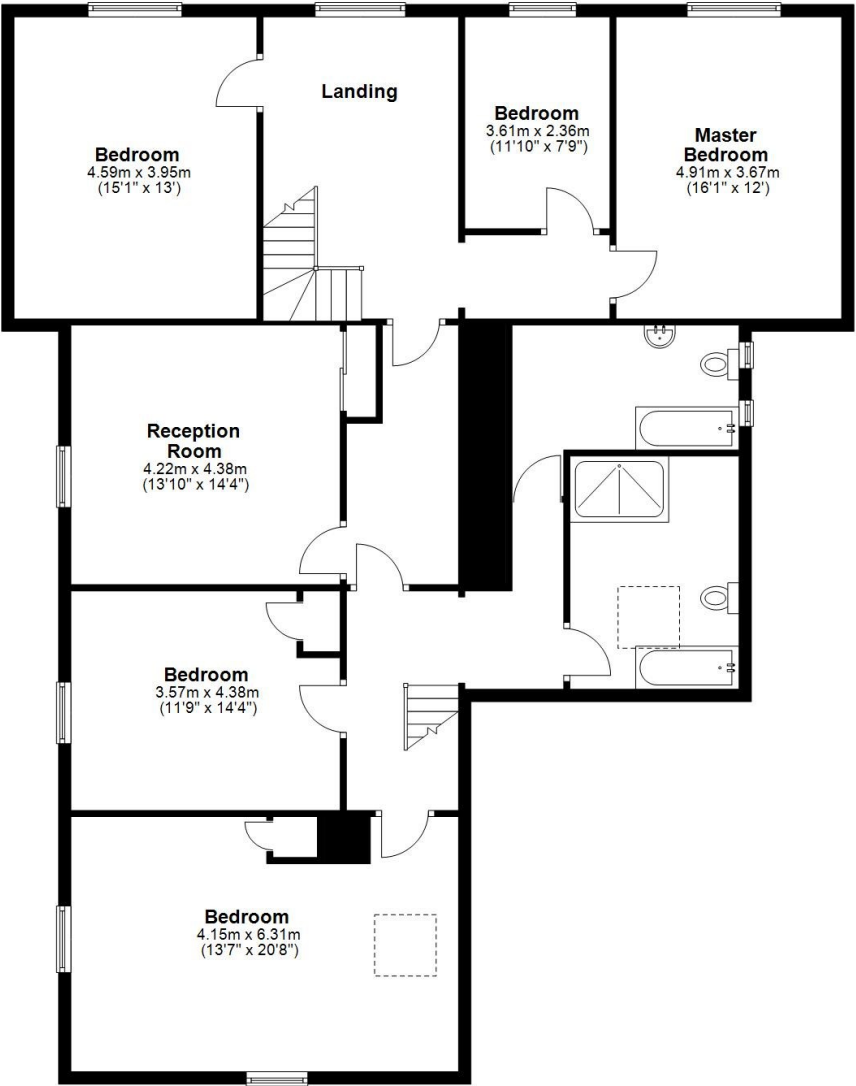 Landing
Bedroom
3.61m x 2.36m
(11'10" x 7'9")
Master
Bedroom
4.91m x 3.67m
(16'1" x 12')
Bedroom
4.59m x 3.95m
(15'1" x 13')
Reception
Room
4.22m x 4.38m
(13'10" x 14'4")
Bedroom
3.57m x 4.38m
(11'9" x 14'4")
Bedroom
4.15m x 6.31m
(13'7" x 20'8")